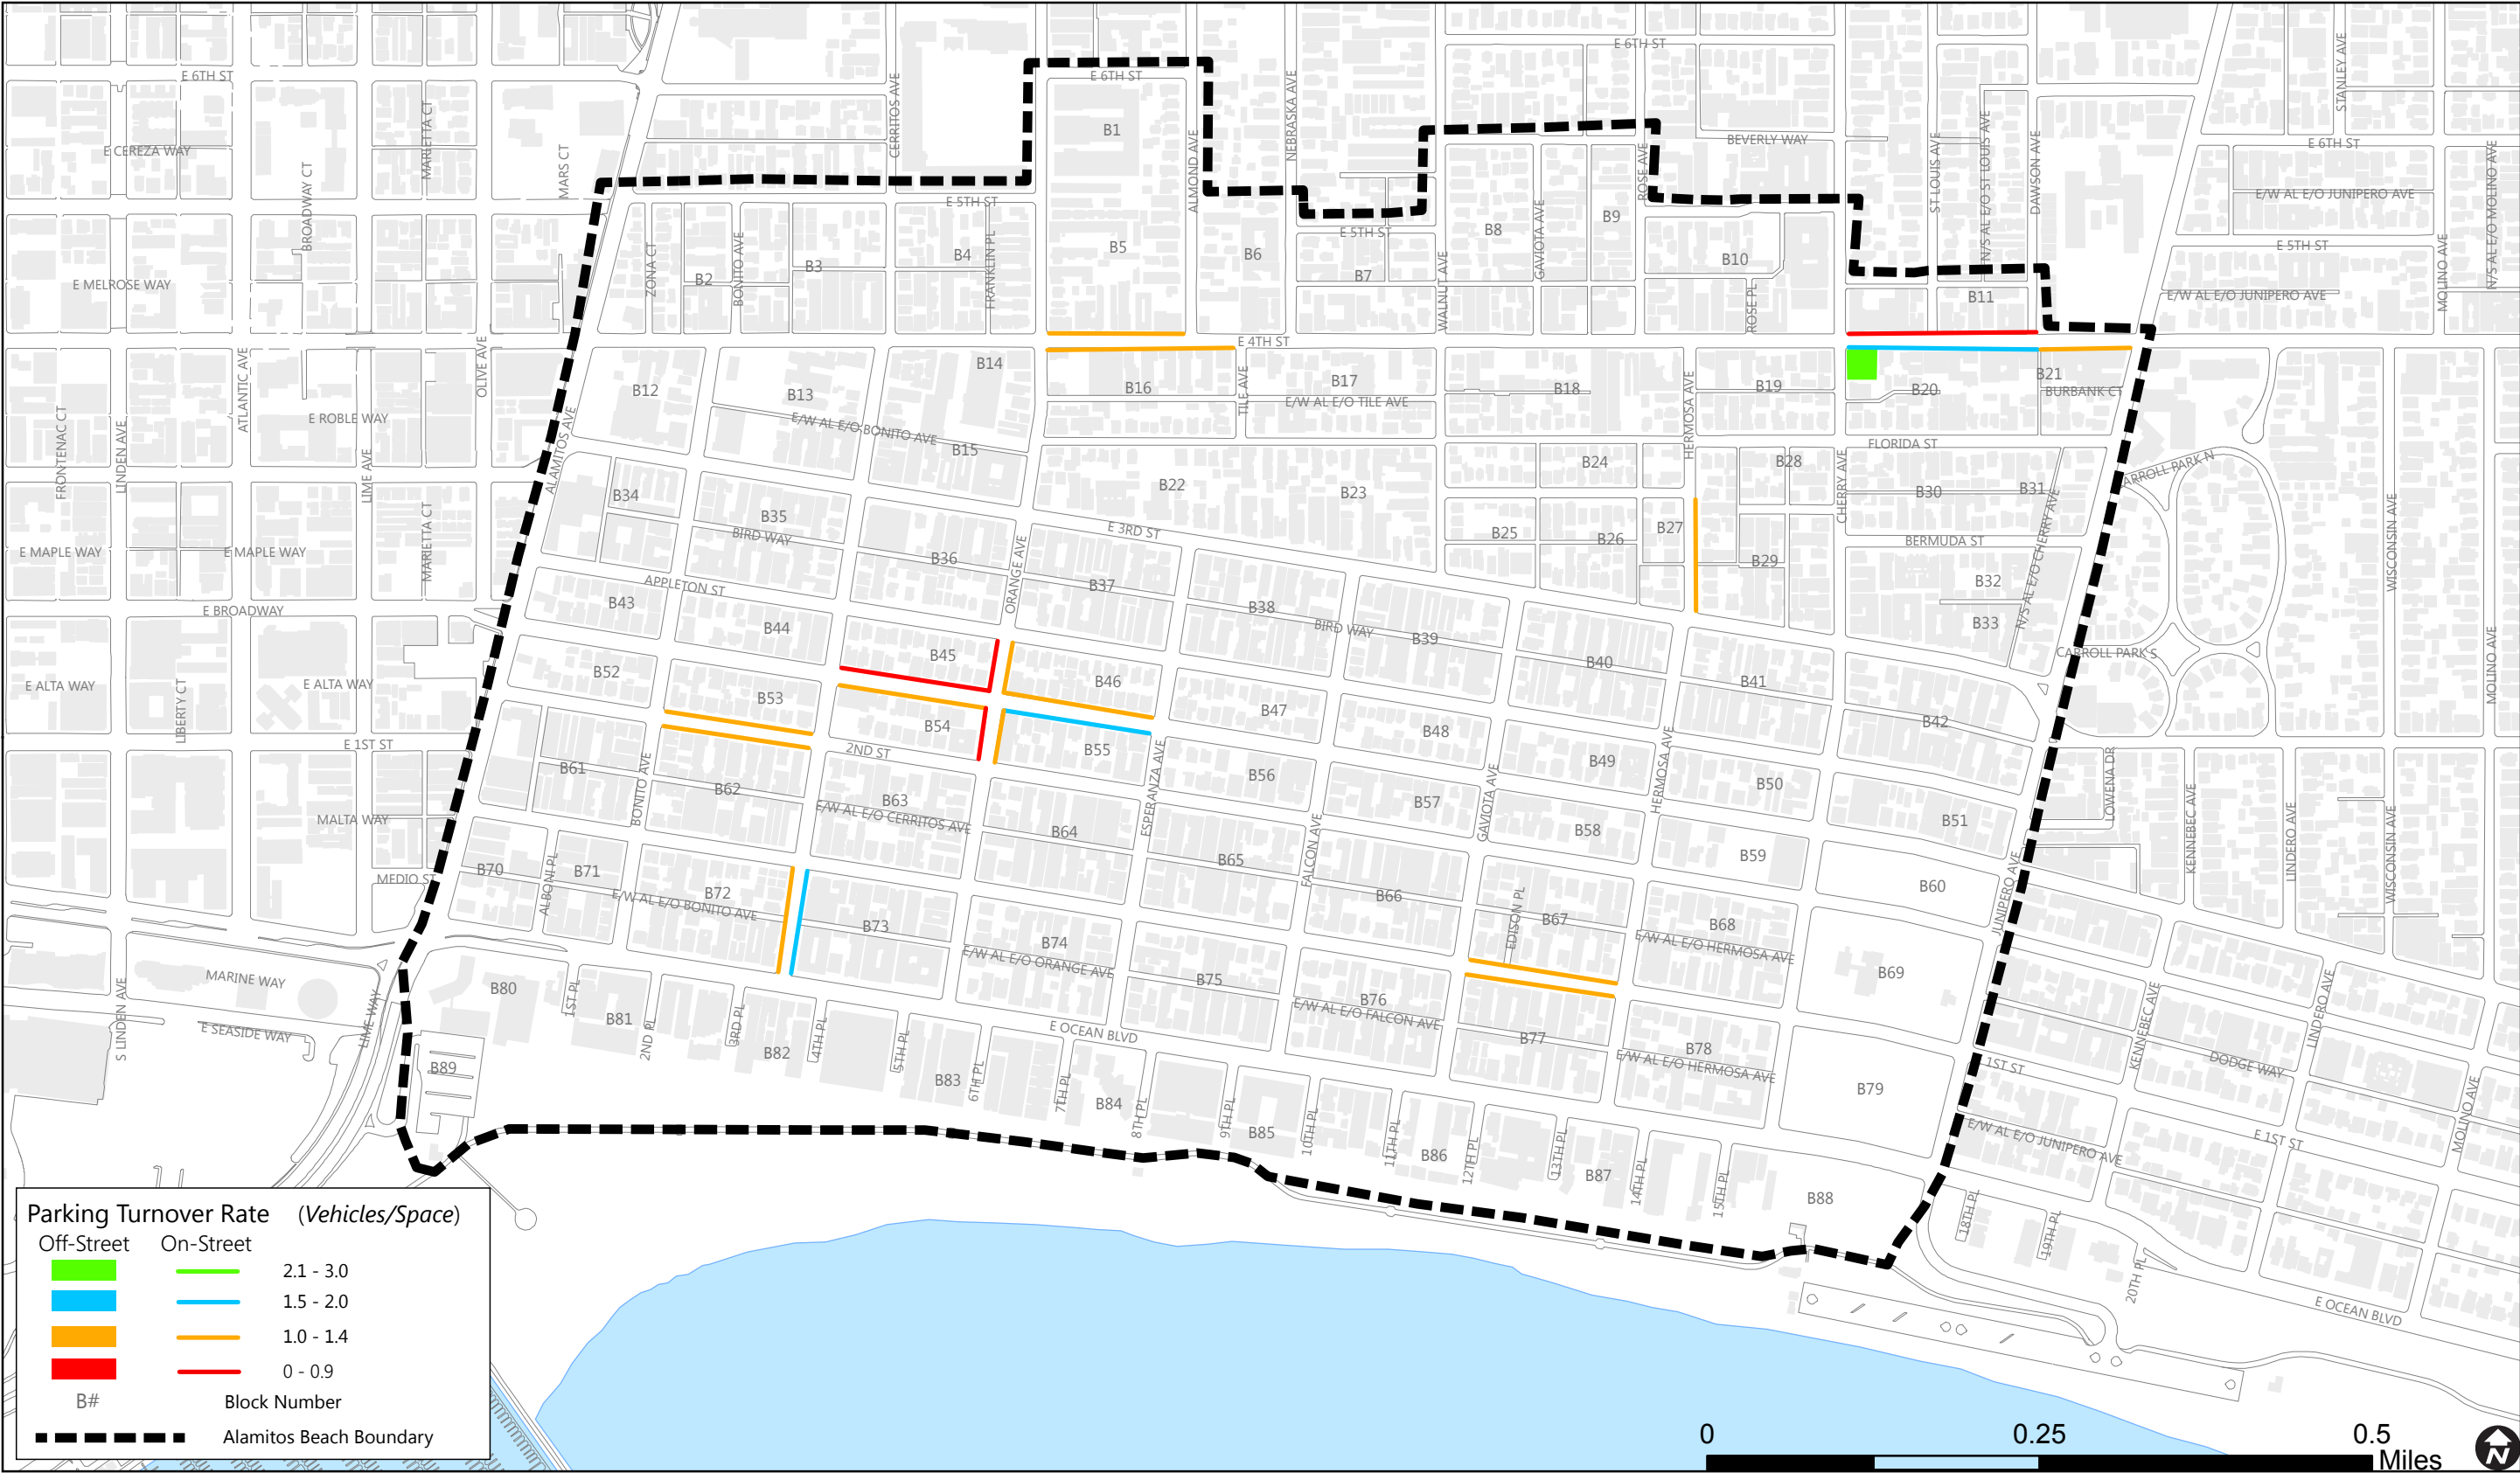 E 6TH ST
E 6TH ST
E 6TH ST
STANLEY AVE
CERRITOS AVE
NEBRASKA AVE
MARIETTA CT
B1
BEVERLY WAY
E 6TH ST
E CEREZA WAY
MARS CT
ALMOND AVE
ROSE AVE
ST LOUIS AVE
N/S AL E/O ST LOUIS AVE
DAWSON AVE
N/S AL E/O MOLINO AVE
E/W AL E/O JUNIPERO AVE
BROADWAY CT
E 5TH ST
E 5TH ST
E 5TH ST
B8
B9
GAVIOTA AVE
ZONA CT
B2
BONITO AVE
B3
B4
FRANKLIN PL
B5
B6
B7
WALNUT AVE
B10
ROSE PL
B11
MOLINO AVE
E MELROSE WAY
E/W AL E/O JUNIPERO AVE
E 4TH ST
ATLANTIC AVE
OLIVE AVE
B12
B13
B14
B16
TILE AVE
B17
B18
HERMOSA AVE
B19
B20
B21
BURBANK CT
E/W AL E/O TILE AVE
E ROBLE WAY
E/W AL E/O BONITO AVE
FRONTENAC CT
LINDEN AVE
LIME AVE
ALAMITOS AVE
B15
FLORIDA ST
CARROLL PARK N
B34
B35
B22
B23
B24
B28
CHERRY AVE
B30
B31
BIRD WAY
E 3RD ST
B25
B26
B27
BERMUDA ST
N/S AL E/O CHERRY AVE
WISCONSIN AVE
E MAPLE WAY
E MAPLE WAY
MARIETTA CT
B36
ORANGE AVE
B37
B29
B32
APPLETON ST
E BROADWAY
B43
B44
B38
BIRD WAY
B39
B33
CARROLL PARK S
B45
B46
B40
B41
MOLINO AVE
E ALTA WAY
E ALTA WAY
LIBERTY CT
B52
B53
B54
B47
B48
B42
E 1ST ST
2ND ST
B55
B49
B50
B61
BONITO AVE
B62
B63
ESPERANZA AVE
B56
B57
GAVIOTA AVE
HERMOSA AVE
B51
LOWENA DR
KENNEBEC AVE
LINDERO AVE
WISCONSIN AVE
MALTA WAY
E/W AL E/O CERRITOS AVE
B64
B58
B59
B65
FALCON AVE
B60
MEDIO ST
B70
ALBONI PL
B71
B72
E/W AL E/O BONITO AVE
B73
B66
EDISON PL
B67
B68
E/W AL E/O HERMOSA AVE
JUNIPERO AVE
B74
E/W AL E/O ORANGE AVE
B75
B69
MARINE WAY
S LINDEN AVE
E SEASIDE WAY
LIME WAY
B80
1ST PL
B81
2ND PL
3RD PL
B82
4TH PL
5TH PL
E OCEAN BLVD
B76
E/W AL E/O FALCON AVE
B77
B78
E/W AL E/O HERMOSA AVE
KENNEBEC AVE
LINDERO AVE
DODGE WAY
E 1ST ST
B89
B83
6TH PL
7TH PL
B84
8TH PL
9TH PL
B85
10TH PL
11TH PL
B86
12TH PL
13TH PL
B87
14TH PL
15TH PL
B79
B88
E/W AL E/O JUNIPERO AVE
E 1ST ST
MOLINO AVE
18TH PL
19TH PL
20TH PL
E OCEAN BLVD
Parking Turnover Rate (Vehicles/Space)
Off-Street On-Street
2.1 - 3.0
1.5 - 2.0
1.0 - 1.4
0 - 0.9
B# Block Number
Alamitos Beach Boundary
0 0.25 0.5
Miles
N